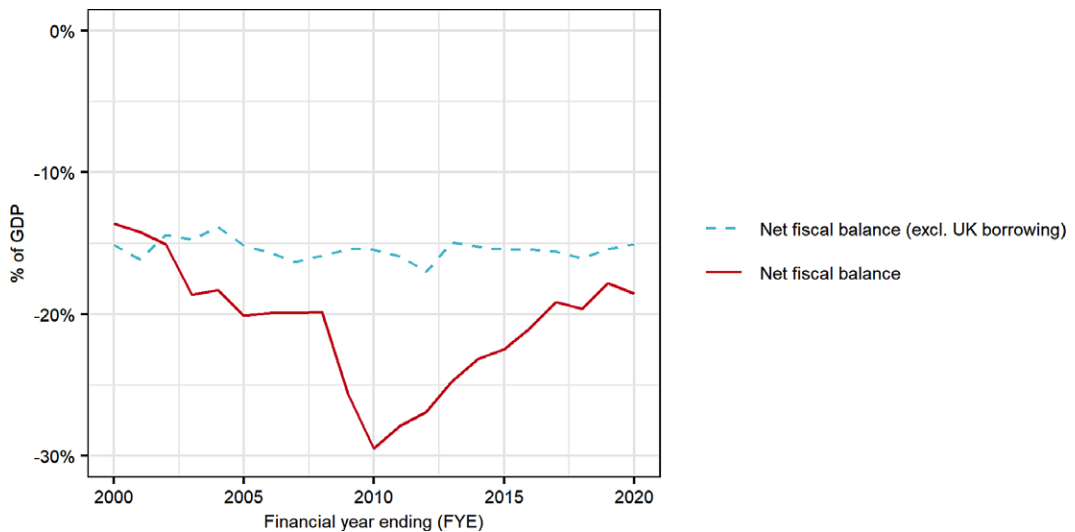 0%
-10%
-20%
-30%
% of GDP
2000 2005 2010 2015 2020
Financial year ending (FYE)
Net fiscal balance (excl. UK borrowing)
Net fiscal balance